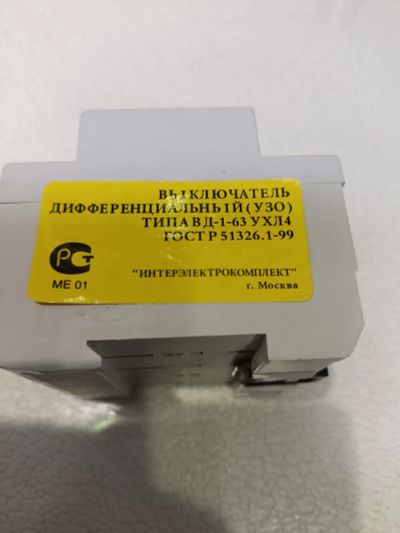 ВЫКЛЮЧАТЕЛЬ
ДИФФЕРЕНЦИАЛЬНЫЙ (УЗО)
ТИПА ВД-1-63 УХЛ4
ГОСТ Р 51326.1-99
РСТ
МЕ 01
"ИНТЕРЭЛЕКТРОКОМПЛЕКТ"
г. Москва